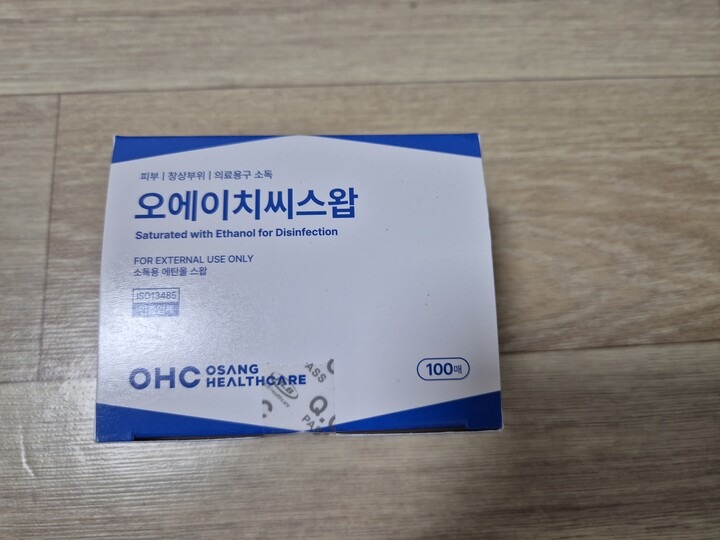 피부 | 창상부위 | 의료용구 소독
오에이치씨스왑
Saturated with Ethanol for Disinfection
FOR EXTERNAL USE ONLY
소독용 에탄올 스왑
ISO13485
OHC OSANG
HEALTHCARE
100매
ASS
Q.
PA